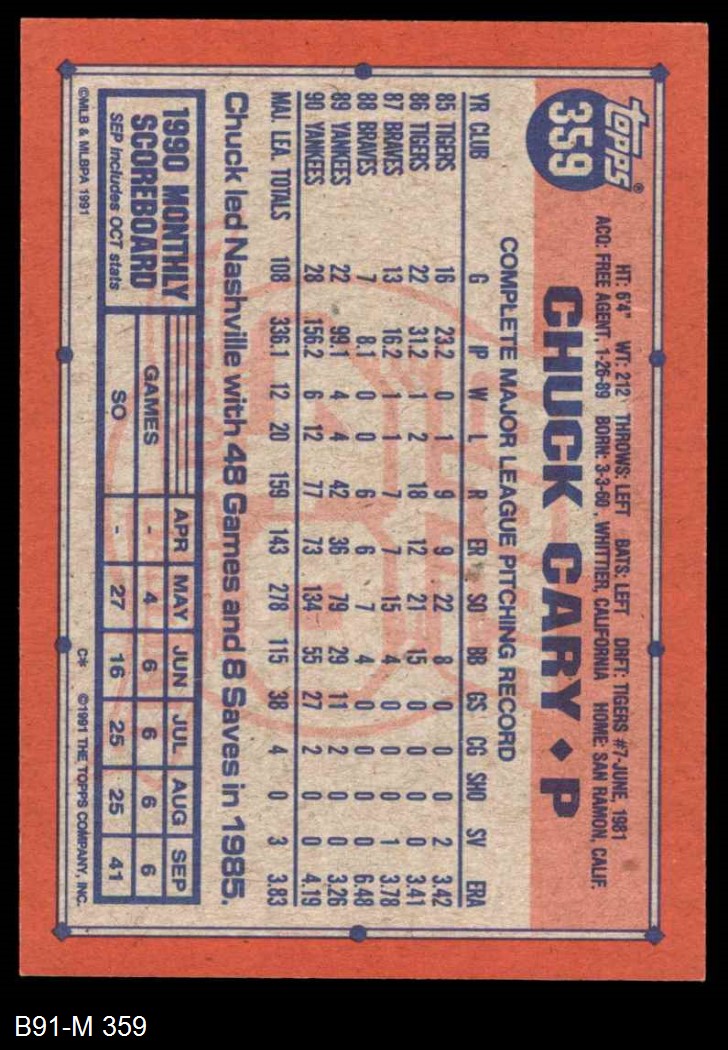 TOPPS®
359
HT: 6'4" WT: 212 THROWS: LEFT BATS: LEFT DRFT: TIGERS #7-JUNE, 1981
ACQ: FREE AGENT, 1-26-89 BORN: 3-3-60, WHITTIER, CALIFORNIA HOME: SAN RAMON, CALIF.
CHUCK CARY ♦ P
COMPLETE MAJOR LEAGUE PITCHING RECORD
YR CLUB G IP W L R ER SO BB GS CG SHO SV ERA
85 TIGERS 16 23.2 0 1 9 9 22 8 0 0 0 2 3.42
86 TIGERS 22 31.2 1 2 18 12 21 15 0 0 0 0 3.41
87 BRAVES 13 16.2 1 1 7 7 15 4 0 0 0 1 3.78
88 BRAVES 7 8.1 0 0 6 6 7 4 0 0 0 0 6.48
89 YANKEES 22 99.1 4 4 42 36 79 29 11 2 0 0 3.26
90 YANKEES 28 156.2 6 12 77 73 134 55 27 2 0 0 4.19
MAJ. LEA. TOTALS 108 336.1 12 20 159 143 278 115 38 4 0 3 3.83
Chuck led Nashville with 48 Games and 8 Saves in 1985.
1990 MONTHLY
SCOREBOARD
SEP includes OCT stats
APR MAY JUN JUL AUG SEP
GAMES - 4 6 6 6 6
SO - 27 16 25 25 41
©MLB & MLBPA 1991
C* ©1991 THE TOPPS COMPANY, INC.
B91-M 359